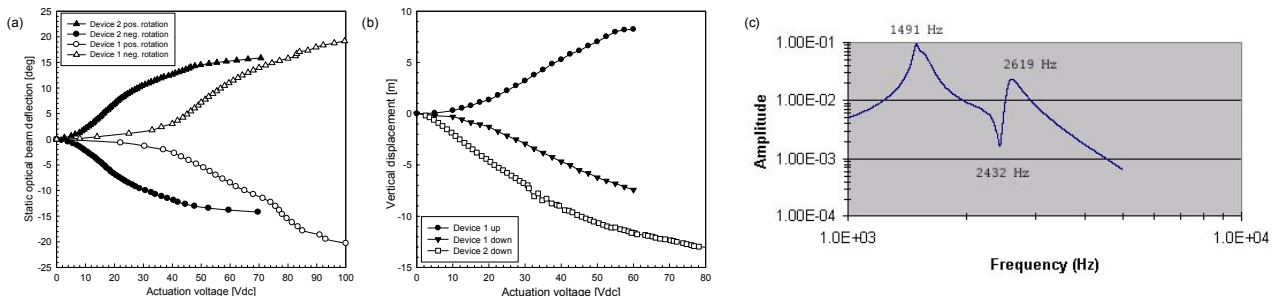 (a)
Device 2 pos. rotation
Device 2 neg. rotation
Device 1 pos. rotation
Device 1 neg. rotation
Static optical beam deflection [deg]
25
20
15
10
5
0
-5
-10
-15
-20
-25
0 10 20 30 40 50 60 70 80 90 100
Actuation voltage [Vdc]
(b)
Vertical displacement [m]
10
5
0
-5
-10
-15
Device 1 up
Device 1 down
Device 2 down
0 10 20 30 40 50 60 70 80
Actuation voltage [Vdc]
(c)
1491 Hz
2619 Hz
2432 Hz
Amplitude
1.00E-01
1.00E-02
1.00E-03
1.00E-04
1.0E+03 1.0E+04
Frequency (Hz)